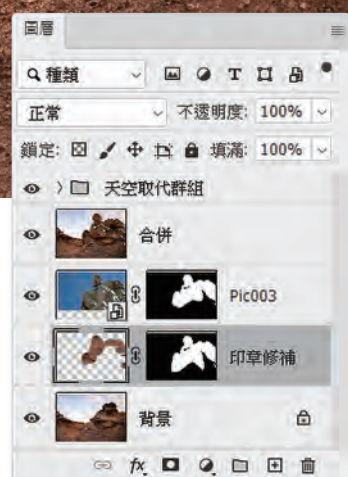 圖層
種類
T
正常 不透明度: 100%
鎖定: 填滿: 100%
天空取代群組
合併
Pic003
印章修補
背景
fx